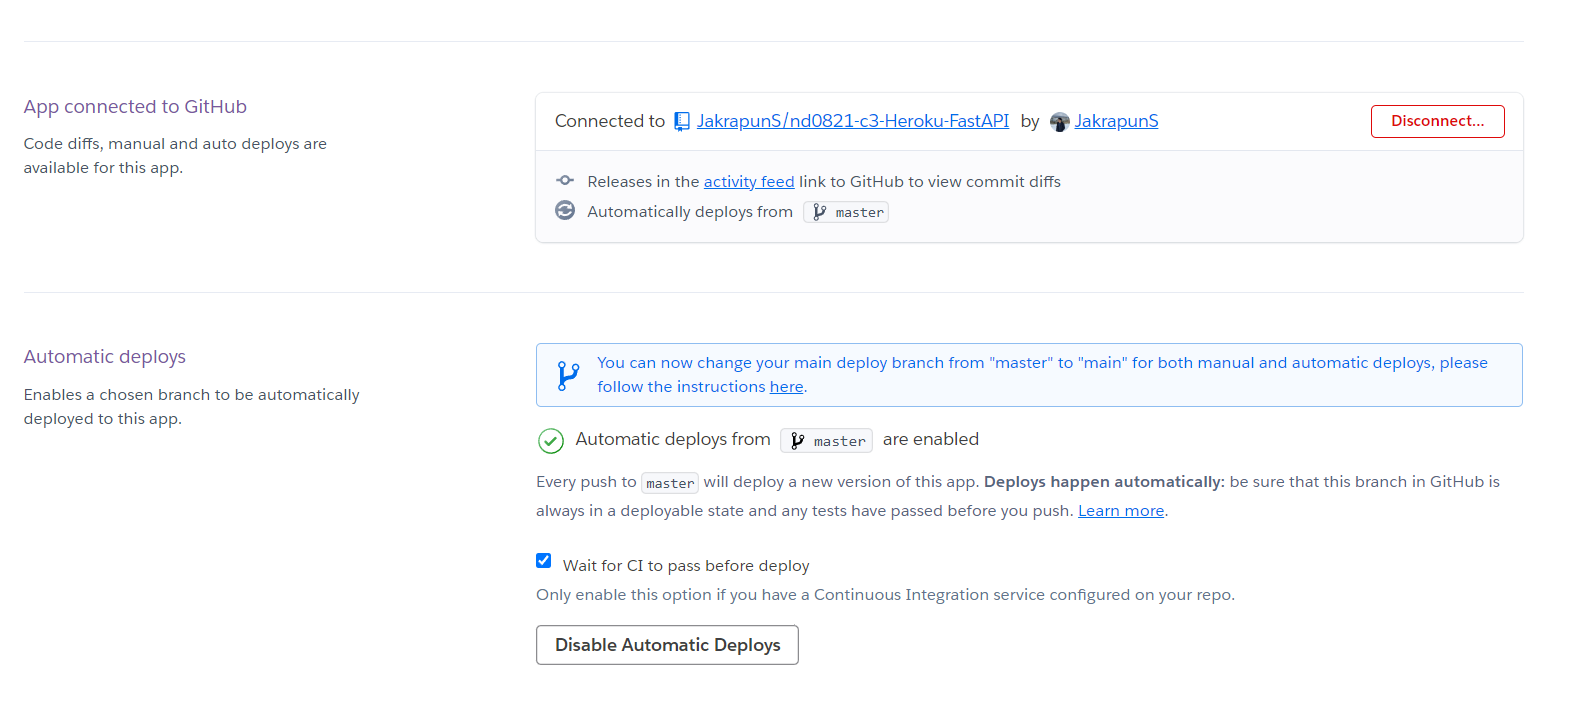 App connected to GitHub
Code diffs, manual and auto deploys are
available for this app.
Connected to JakrapunS/nd0821-c3-Heroku-FastAPI by JakrapunS
Disconnect...
Releases in the activity feed link to GitHub to view commit diffs
Automatically deploys from master
Automatic deploys
Enables a chosen branch to be automatically
deployed to this app.
You can now change your main deploy branch from "master" to "main" for both manual and automatic deploys, please
follow the instructions here.
Automatic deploys from master are enabled
Every push to master will deploy a new version of this app. Deploys happen automatically: be sure that this branch in GitHub is
always in a deployable state and any tests have passed before you push. Learn more.
Wait for CI to pass before deploy
Only enable this option if you have a Continuous Integration service configured on your repo.
Disable Automatic Deploys